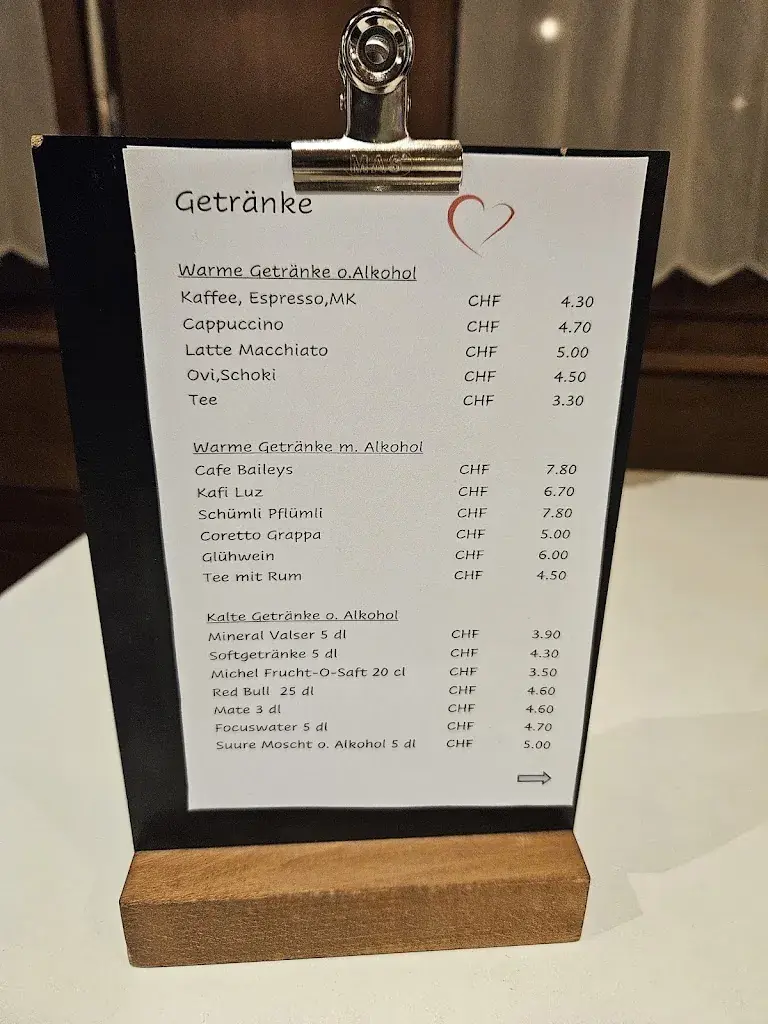 MAG
Getränke
Warme Getränke o.Alkohol
Kaffee, Espresso,MK CHF 4.30
Cappuccino CHF 4.70
Latte Macchiato CHF 5.00
Ovi,Schoki CHF 4.50
Tee CHF 3.30
Warme Getränke m. Alkohol
Cafe Baileys CHF 7.80
Kafi Luz CHF 6.70
Schümli Pflümli CHF 7.80
Coretto Grappa CHF 5.00
Glühwein CHF 6.00
Tee mit Rum CHF 4.50
Kalte Getränke o. Alkohol
Mineral Valser 5 dl CHF 3.90
Softgetränke 5 dl CHF 4.30
Michel Frucht-O-Saft 20 cl CHF 3.50
Red Bull 25 dl CHF 4.60
Mate 3 dl CHF 4.60
Focuswater 5 dl CHF 4.70
Suure Moscht o. Alkohol 5 dl CHF 5.00